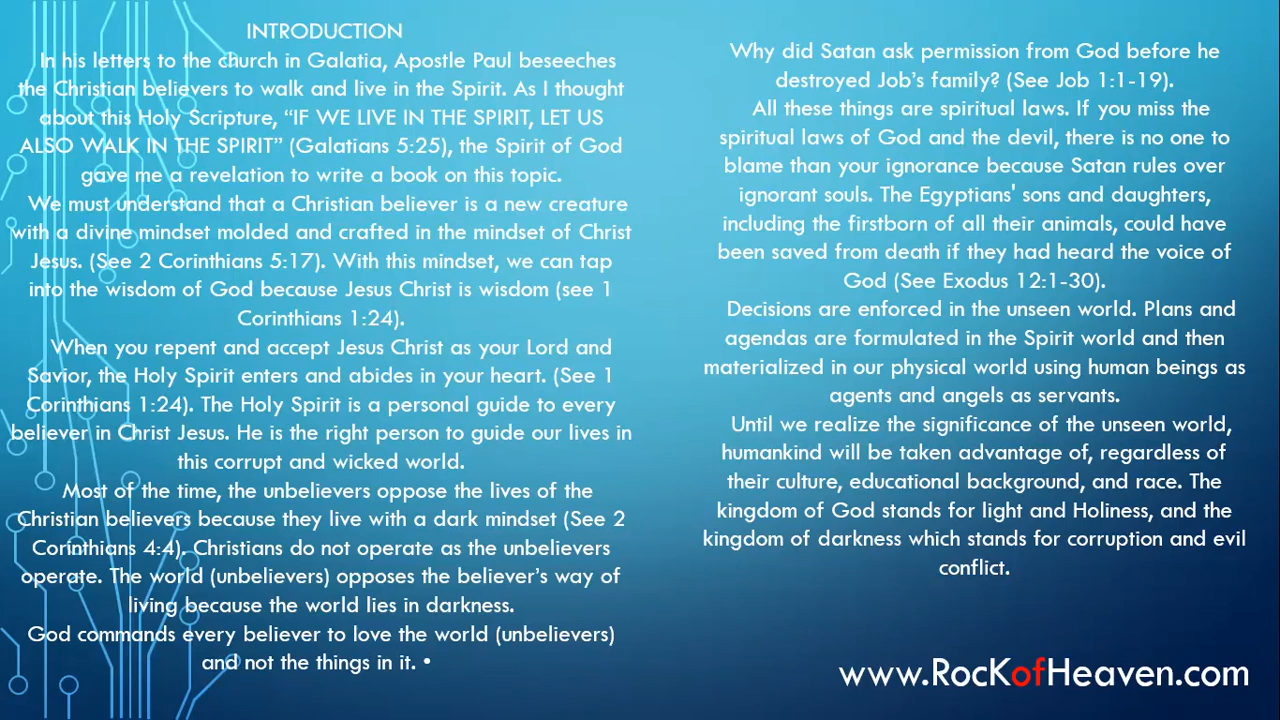 INTRODUCTION
In his letters to the church in Galatia, Apostle Paul beseeches
the Christian believers to walk and live in the Spirit. As I thought
about this Holy Scripture, “IF WE LIVE IN THE SPIRIT, LET US
ALSO WALK IN THE SPIRIT” (Galatians 5:25), the Spirit of God
gave me a revelation to write a book on this topic.
We must understand that a Christian believer is a new creature
with a divine mindset molded and crafted in the mindset of Christ
Jesus. (See 2 Corinthians 5:17). With this mindset, we can tap
into the wisdom of God because Jesus Christ is wisdom (see 1
Corinthians 1:24).
When you repent and accept Jesus Christ as your Lord and
Savior, the Holy Spirit enters and abides in your heart. (See 1
Corinthians 1:24). The Holy Spirit is a personal guide to every
believer in Christ Jesus. He is the right person to guide our lives in
this corrupt and wicked world.
Most of the time, the unbelievers oppose the lives of the
Christian believers because they live with a dark mindset (See 2
Corinthians 4:4). Christians do not operate as the unbelievers
operate. The world (unbelievers) opposes the believer’s way of
living because the world lies in darkness.
God commands every believer to love the world (unbelievers)
and not the things in it. •
Why did Satan ask permission from God before he
destroyed Job’s family? (See Job 1:1-19).
All these things are spiritual laws. If you miss the
spiritual laws of God and the devil, there is no one to
blame than your ignorance because Satan rules over
ignorant souls. The Egyptians' sons and daughters,
including the firstborn of all their animals, could have
been saved from death if they had heard the voice of
God (See Exodus 12:1-30).
Decisions are enforced in the unseen world. Plans and
agendas are formulated in the Spirit world and then
materialized in our physical world using human beings as
agents and angels as servants.
Until we realize the significance of the unseen world,
humankind will be taken advantage of, regardless of
their culture, educational background, and race. The
kingdom of God stands for light and Holiness, and the
kingdom of darkness which stands for corruption and evil
conflict.
www.RocKofHeaven.com